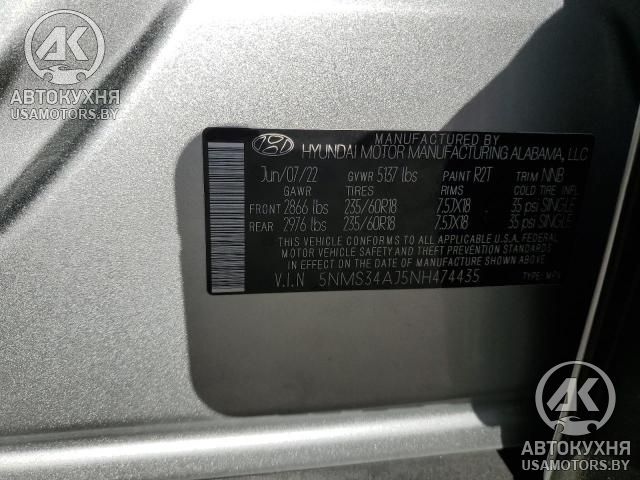 AK
АВТОКУХНЯ
USAMOTORS.BY
MANUFACTURED BY
HYUNDAI MOTOR MANUFACTURING ALABAMA, LLC
Jun/07/22 GVWR 5137 lbs PAINT R2T TRIM NNB
GAWR TIRES RIMS COLD TIRE INFL
FRONT 2866 lbs 235/60R18 7.5JX18 35 psi SINGLE
REAR 2976 lbs 235/60R18 7.5JX18 35 psi SINGLE
THIS VEHICLE CONFORMS TO ALL APPLICABLE U.S.A. FEDERAL
MOTOR VEHICLE SAFETY AND THEFT PREVENTION STANDARDS
IN EFFECT ON THE DATE OF MANUFACTURE SHOWN ABOVE.
V.I.N 5NMS34AJ5NH474435 TYPE:MPV
AK
АВТОКУХНЯ
USAMOTORS.BY